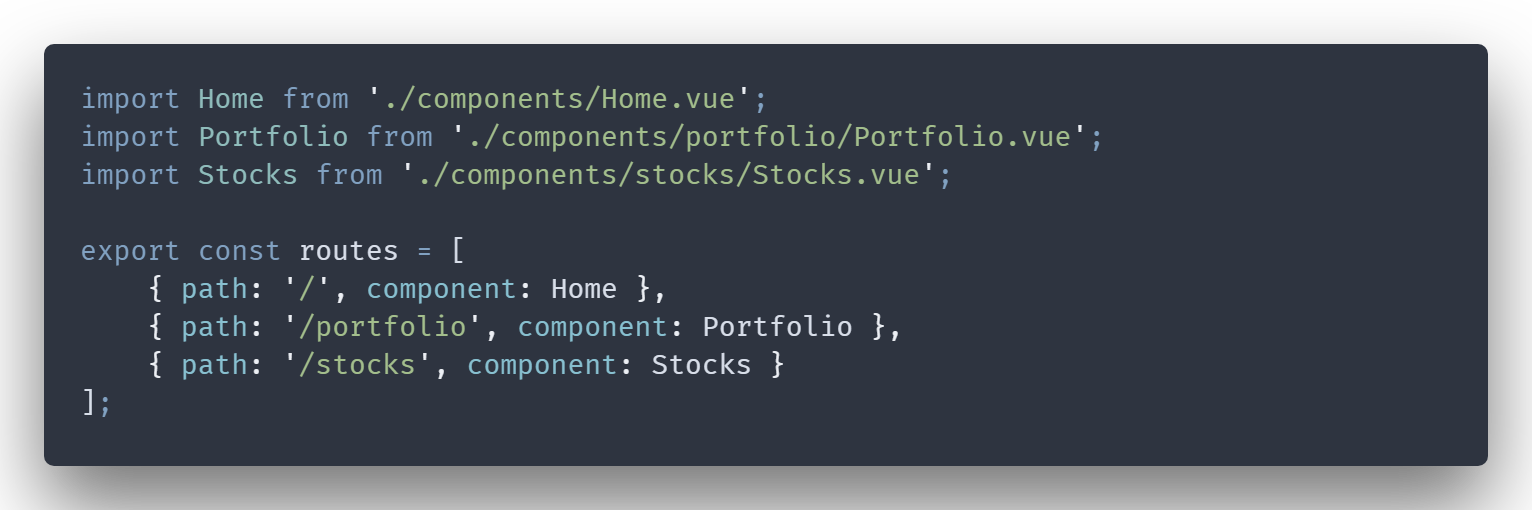 import Home from './components/Home.vue';
import Portfolio from './components/portfolio/Portfolio.vue';
import Stocks from './components/stocks/Stocks.vue';

export const routes = [
    { path: '/', component: Home },
    { path: '/portfolio', component: Portfolio },
    { path: '/stocks', component: Stocks }
];